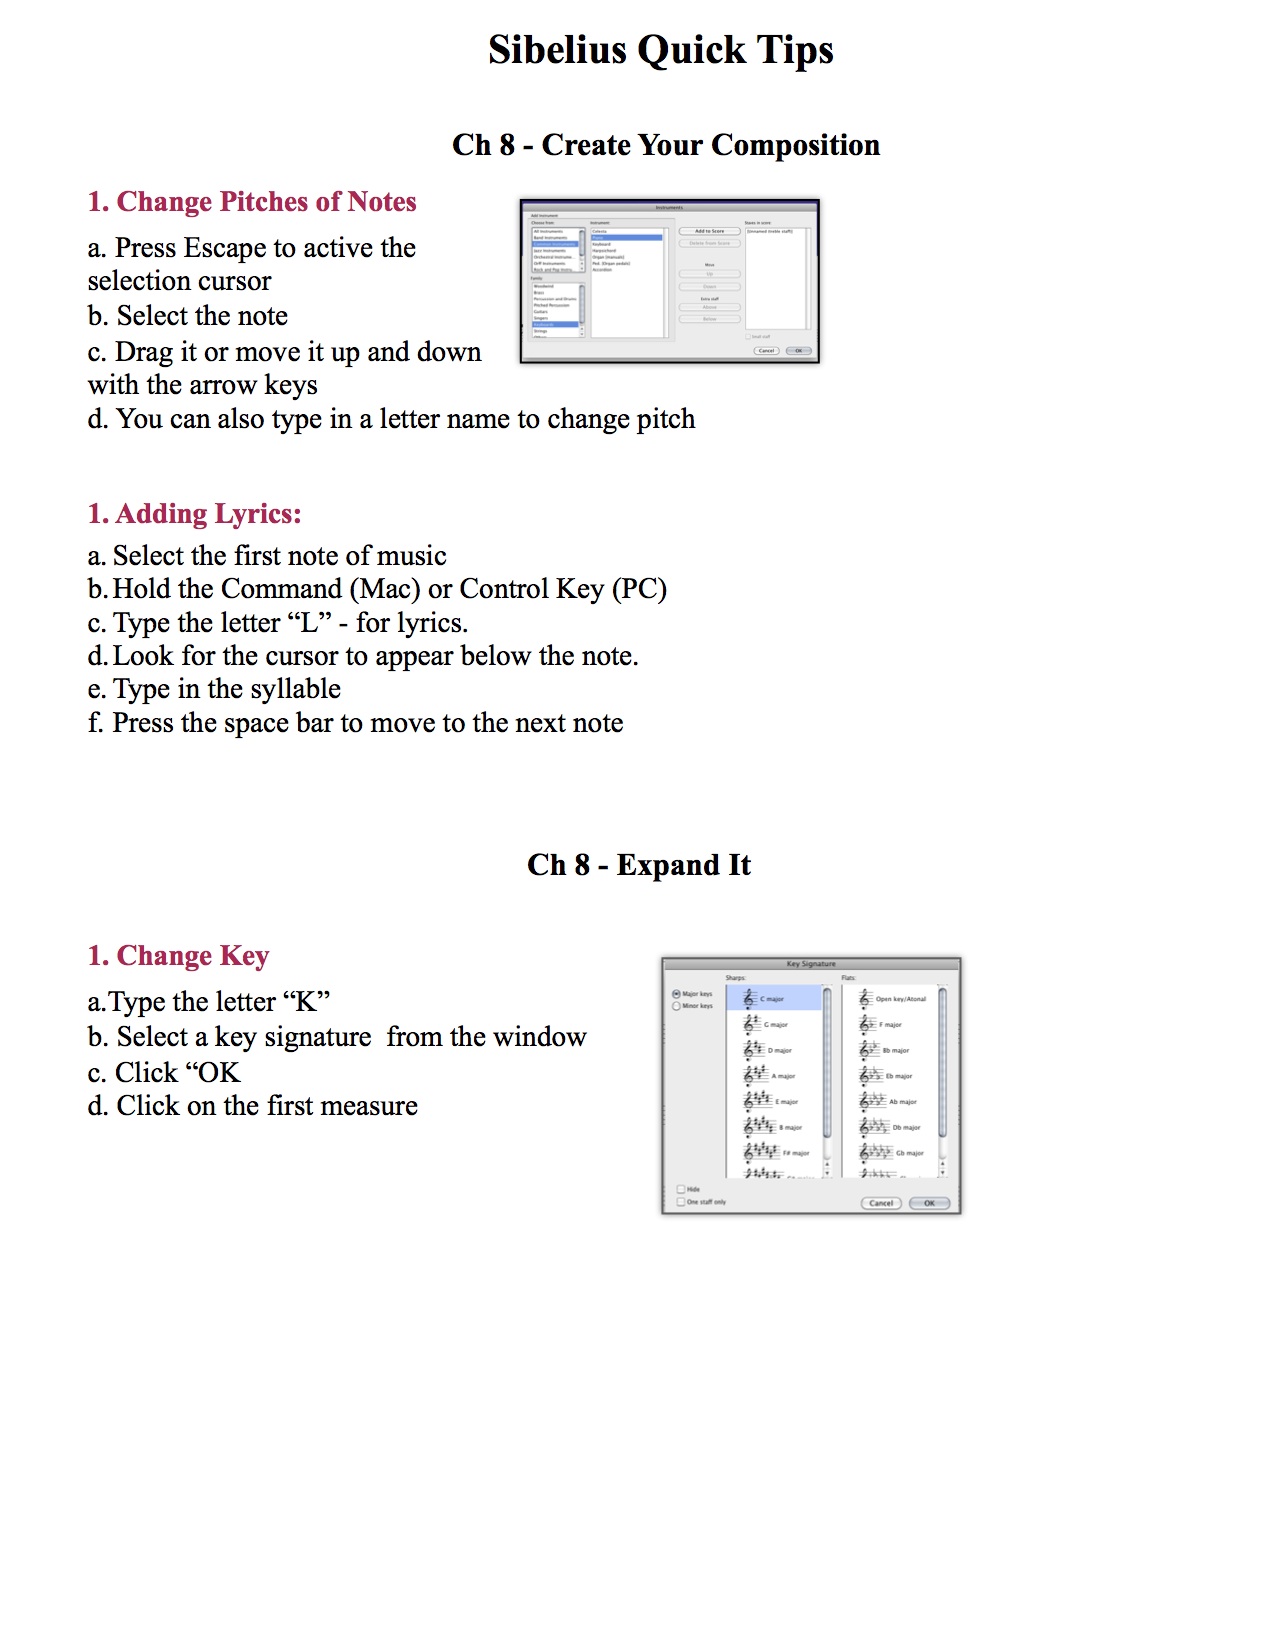 Sibelius Quick Tips
Ch 8 - Create Your Composition
1. Change Pitches of Notes
a. Press Escape to active the
selection cursor
b. Select the note
c. Drag it or move it up and down
with the arrow keys
d. You can also type in a letter name to change pitch
Instruments
Add instrument
Choose from:
Instrument:
Staves in score:
All instruments
Band instruments
Jazz instruments
Orff instruments
Celesta
Keyboard
Harpsichord
Organ [manuals]
Ped. [Organ pedals]
Accordion
Add to Score
Delete from Score
[Unnamed treble staff]
Move
Up
Down
Extra staff
Above
Below
Family:
Woodwind
Brass
Percussion and Drums
Pitched Percussion
Guitars
Singers
Keyboards
Strings
Small staff
Cancel
OK
1. Adding Lyrics:
a. Select the first note of music
b. Hold the Command (Mac) or Control Key (PC)
c. Type the letter “L” - for lyrics.
d. Look for the cursor to appear below the note.
e. Type in the syllable
f. Press the space bar to move to the next note
Ch 8 - Expand It
1. Change Key
a.Type the letter “K”
b. Select a key signature  from the window
c. Click “OK
d. Click on the first measure
Key Signature
Sharps:
Flats:
Major keys
Minor keys
C major
Open key/Atonal
G major
F major
D major
Bb major
A major
Eb major
E major
Ab major
B major
Db major
F# major
Gb major
Hide
One staff only
Cancel
OK